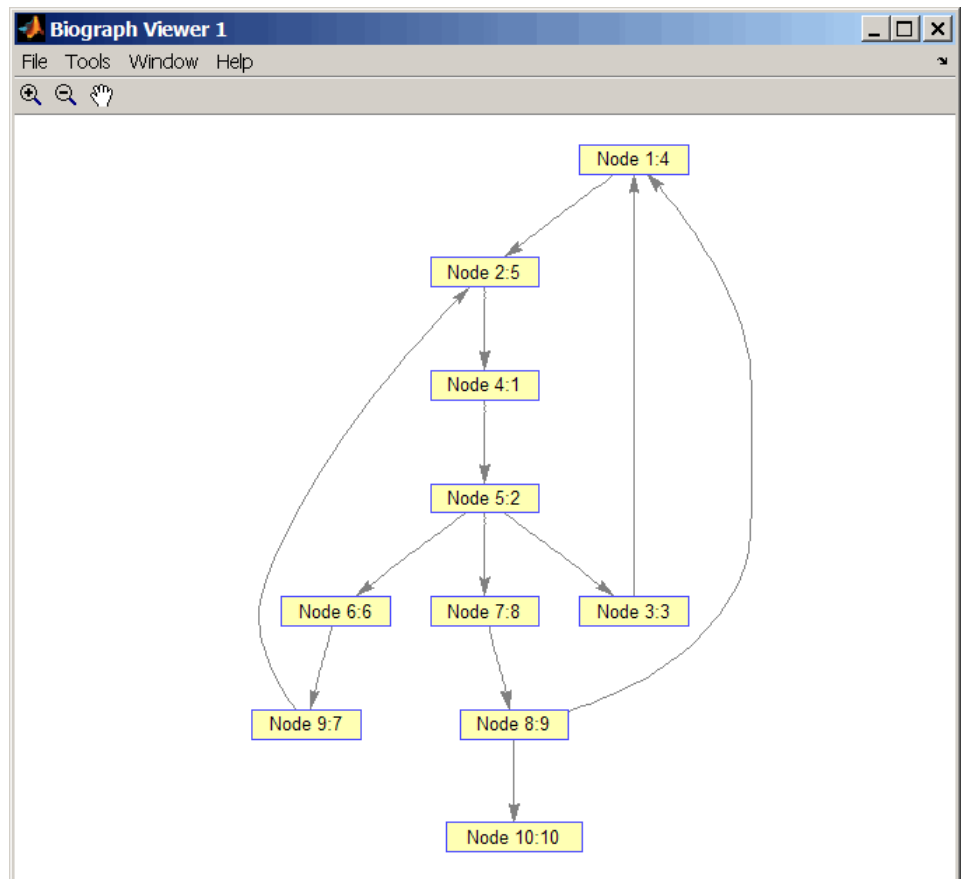 Biograph Viewer 1
File Tools Window Help
Node 1:4
Node 2:5
Node 4:1
Node 5:2
Node 6:6 Node 7:8 Node 3:3
Node 9:7 Node 8:9
Node 10:10